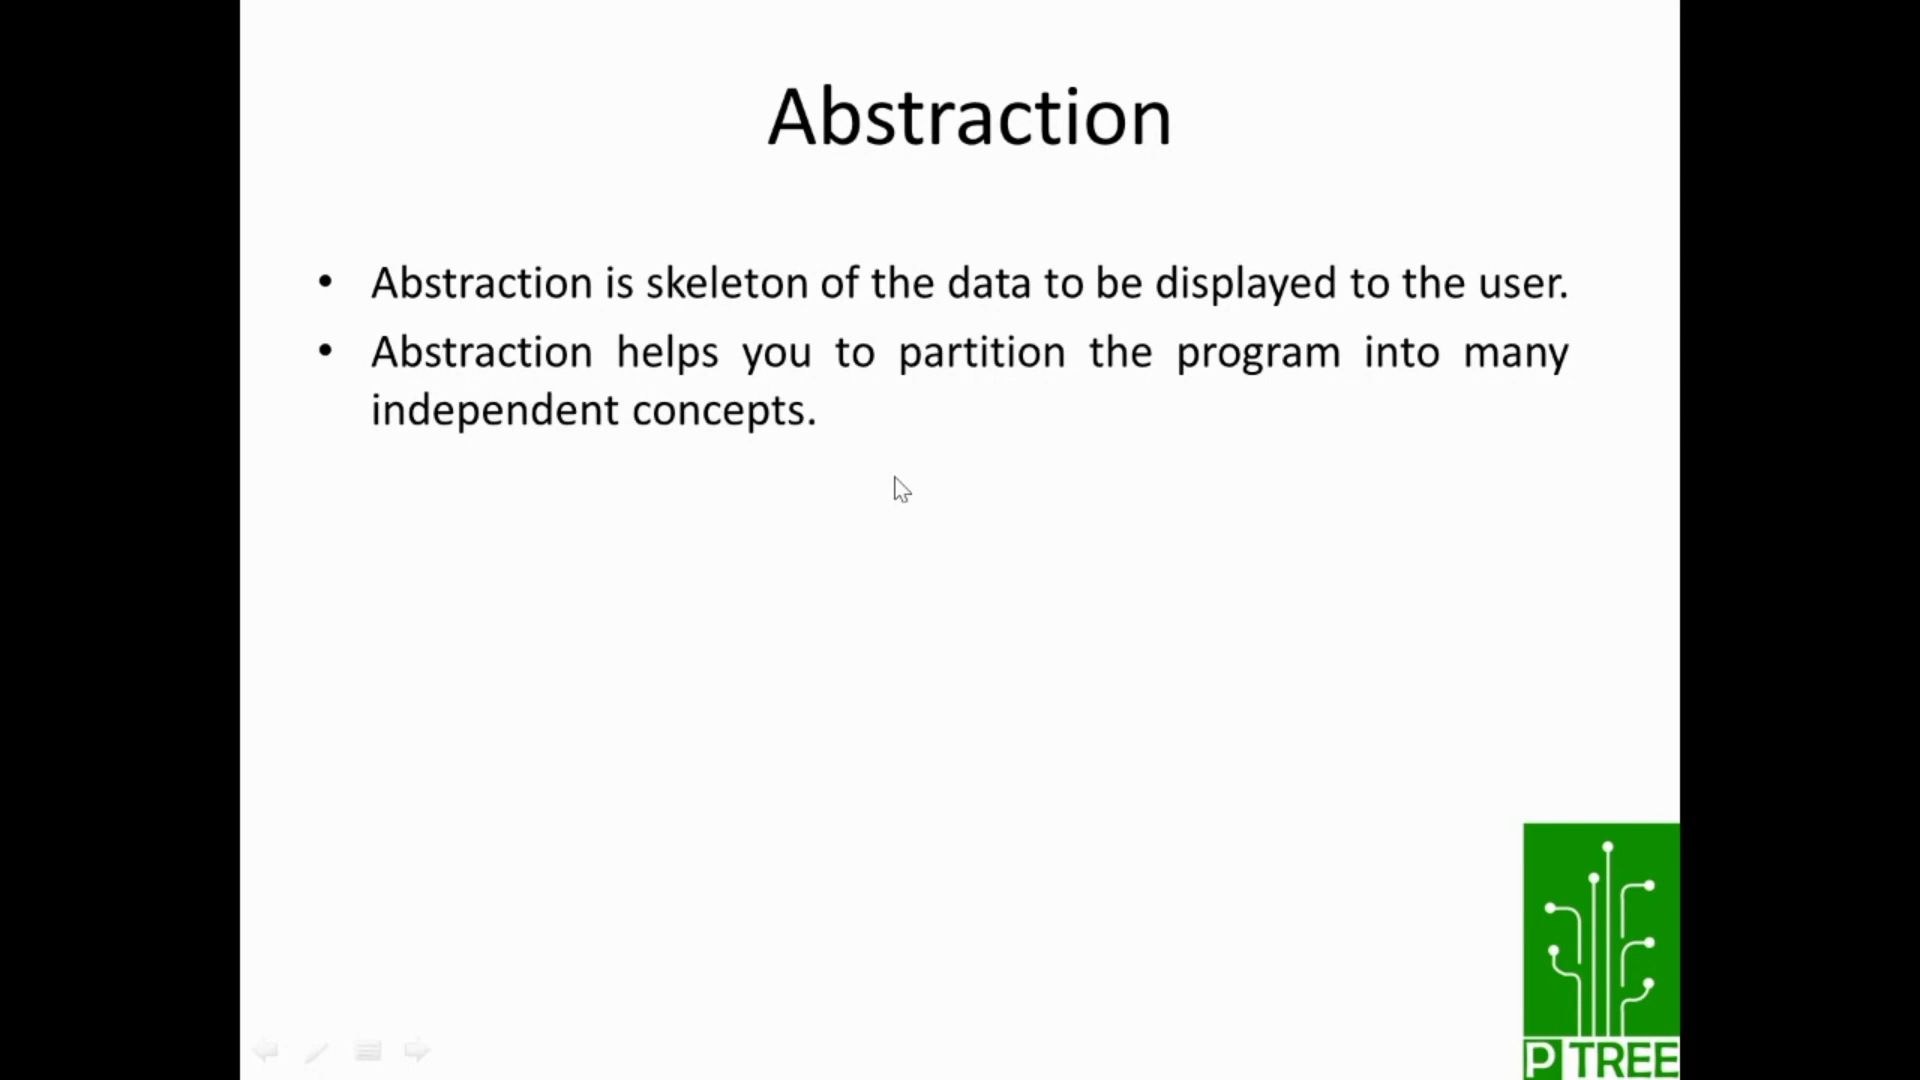 Abstraction
• Abstraction is skeleton of the data to be displayed to the user.
• Abstraction helps you to partition the program into many
independent concepts.
P TREE